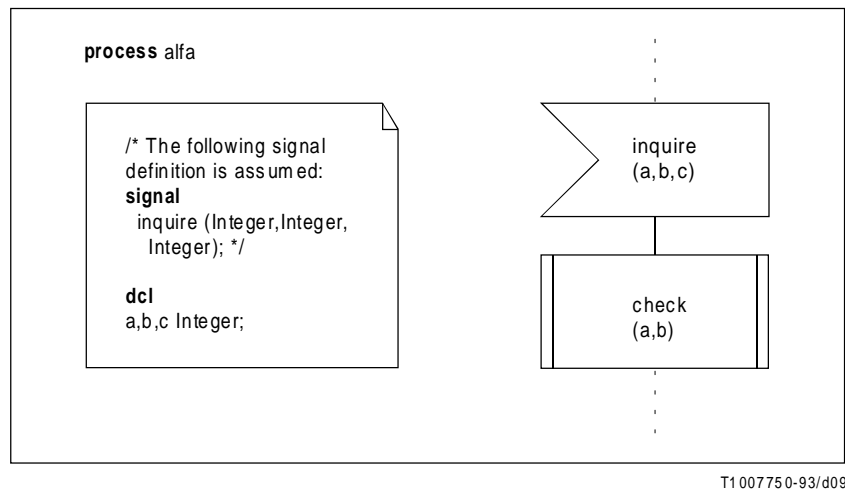 process alfa
/* The following signal
definition is assumed:
signal
inquire (Integer,Integer,
Integer); */
dcl
a,b,c Integer;
inquire
(a,b,c)
check
(a,b)
T1007750-93/d09